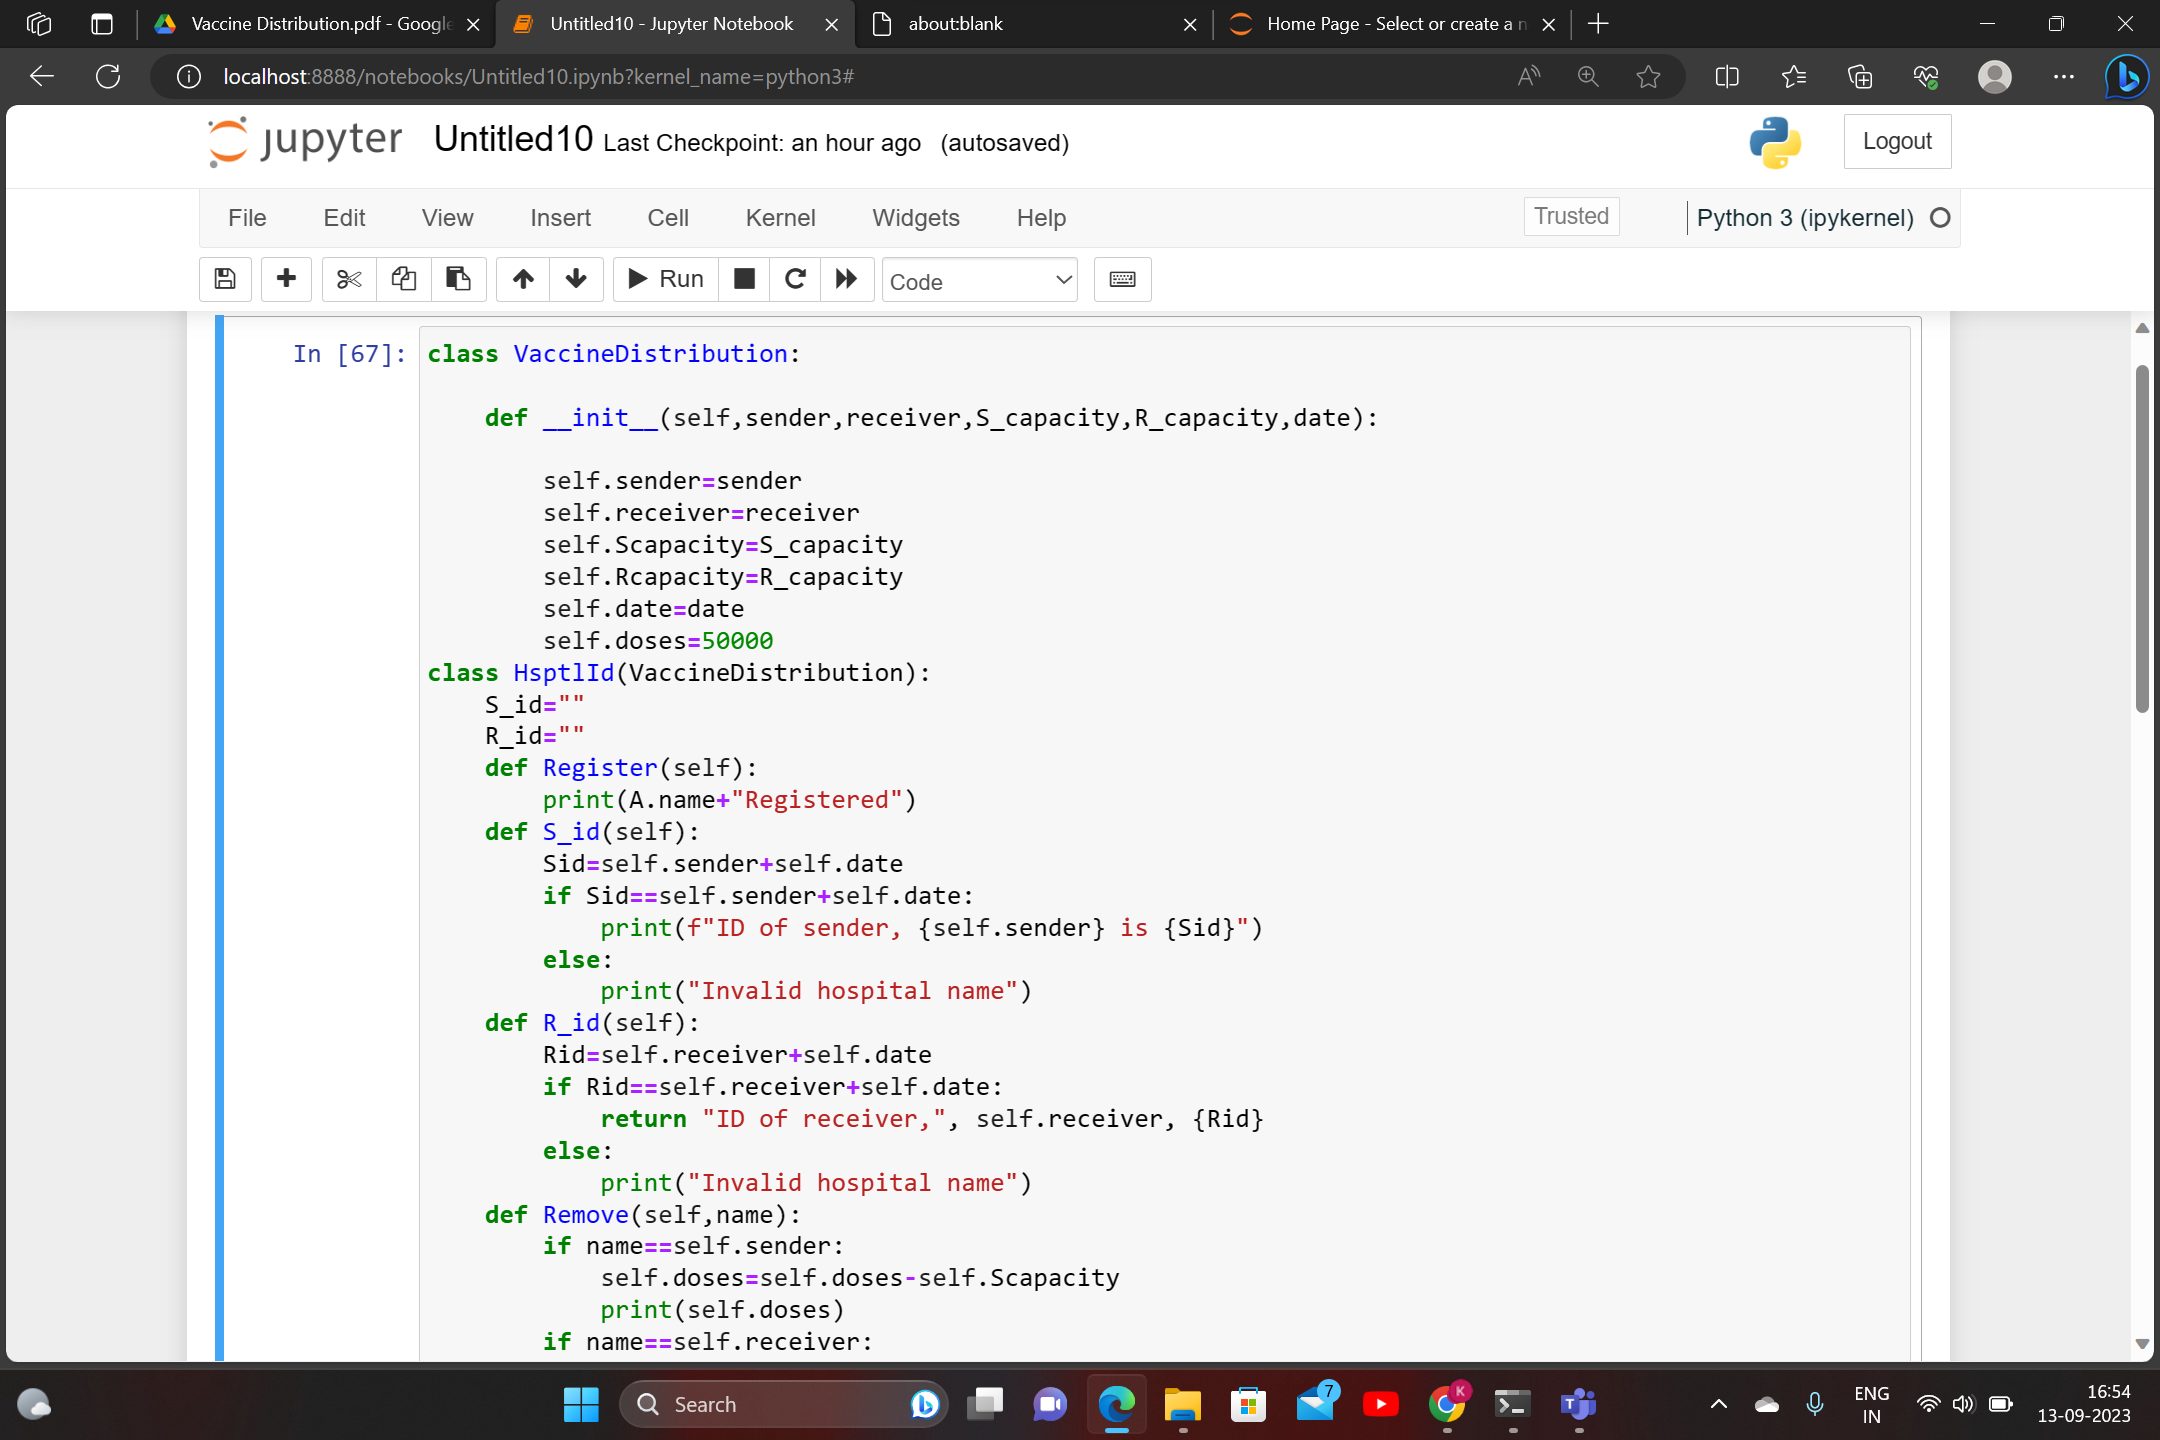 Vaccine Distribution.pdf - Google
Untitled10 - Jupyter Notebook
about:blank
Home Page - Select or create a n
localhost:8888/notebooks/Untitled10.ipynb?kernel_name=python3#
jupyter Untitled10 Last Checkpoint: an hour ago (autosaved)
Logout
File Edit View Insert Cell Kernel Widgets Help
Trusted
Python 3 (ipykernel)
Run
Code
In [67]:
class VaccineDistribution:
    def __init__(self,sender,receiver,S_capacity,R_capacity,date):
        self.sender=sender
        self.receiver=receiver
        self.Scapacity=S_capacity
        self.Rcapacity=R_capacity
        self.date=date
        self.doses=50000
class HsptlId(VaccineDistribution):
    S_id=""
    R_id=""
    def Register(self):
        print(A.name+"Registered")
    def S_id(self):
        Sid=self.sender+self.date
        if Sid==self.sender+self.date:
            print(f"ID of sender, {self.sender} is {Sid}")
        else:
            print("Invalid hospital name")
    def R_id(self):
        Rid=self.receiver+self.date
        if Rid==self.receiver+self.date:
            return "ID of receiver,", self.receiver, {Rid}
        else:
            print("Invalid hospital name")
    def Remove(self,name):
        if name==self.sender:
            self.doses=self.doses-self.Scapacity
            print(self.doses)
        if name==self.receiver:
Search
7
K
ENG
IN
16:54
13-09-2023